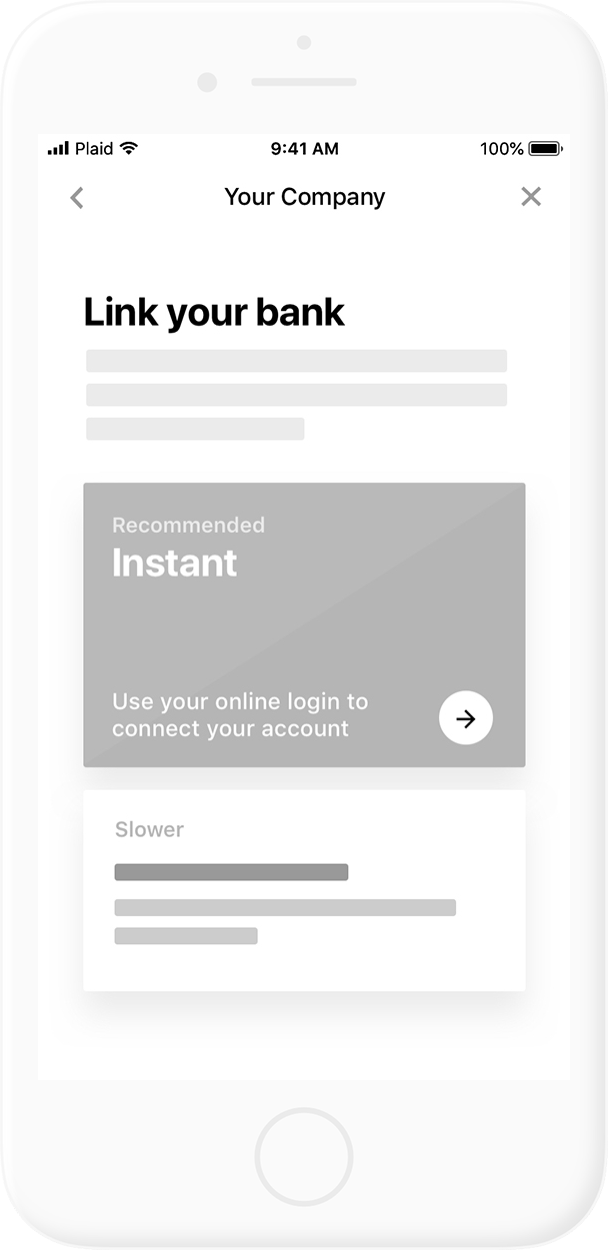 Plaid 9:41 AM 100%
Your Company
Link your bank
Recommended
Instant
Use your online login to
connect your account
Slower